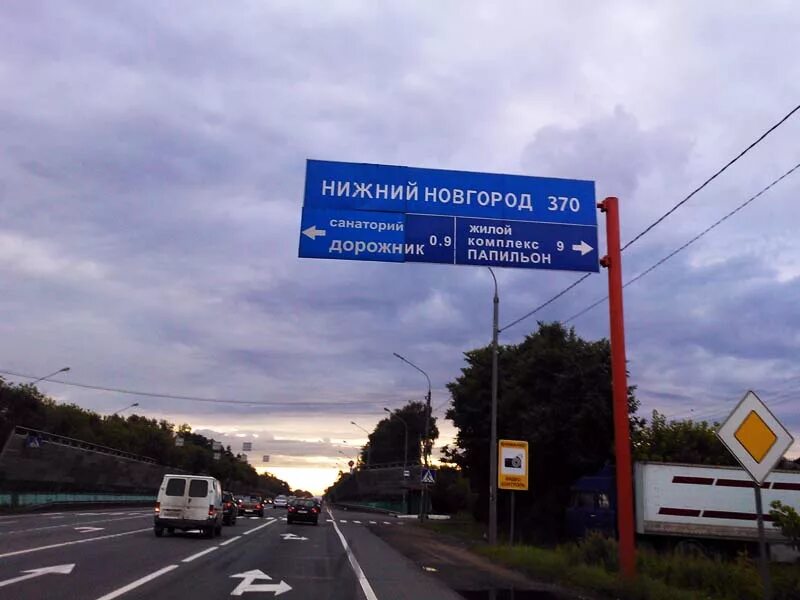 НИЖНИЙ НОВГОРОД 370
санаторий
дорожник 0.9
жилой
комплекс 9
ПАПИЛЬОН